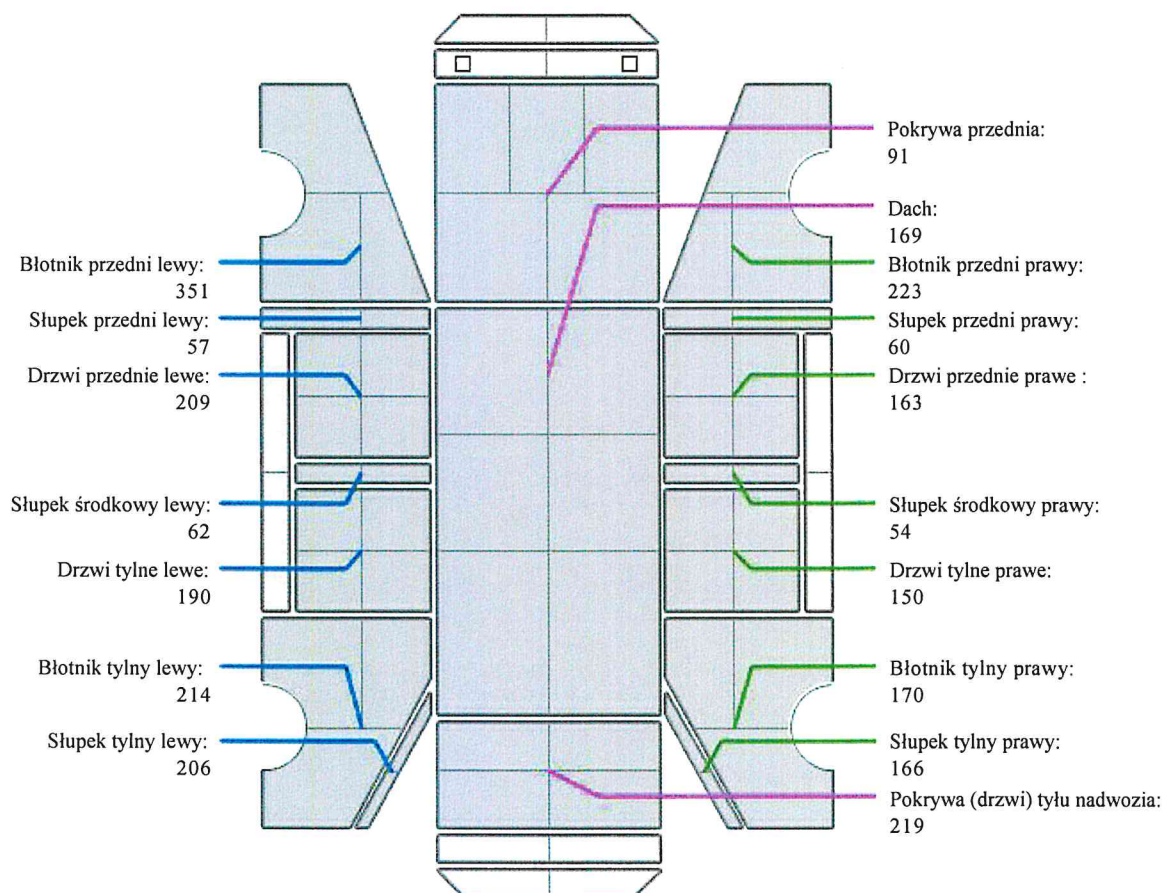 Pokrywa przednia:
91
Dach:
169
Błotnik przedni lewy:
351
Błotnik przedni prawy:
223
Słupek przedni lewy:
57
Słupek przedni prawy:
60
Drzwi przednie lewe:
209
Drzwi przednie prawe :
163
Słupek środkowy lewy:
62
Słupek środkowy prawy:
54
Drzwi tylne lewe:
190
Drzwi tylne prawe:
150
Błotnik tylny lewy:
214
Błotnik tylny prawy:
170
Słupek tylny lewy:
206
Słupek tylny prawy:
166
Pokrywa (drzwi) tyłu nadwozia:
219